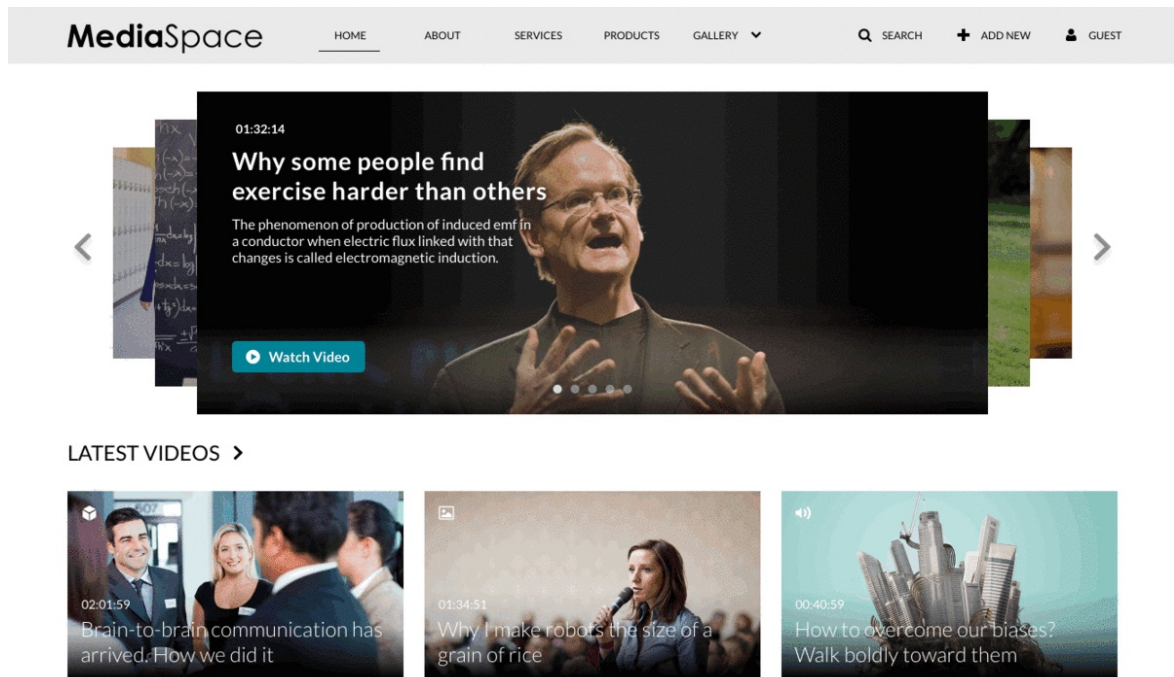 MediaSpace
HOME
ABOUT
SERVICES
PRODUCTS
GALLERY
SEARCH
ADD NEW
GUEST
01:32:14
Why some people find
exercise harder than others
The phenomenon of production of induced emf in
a conductor when electric flux linked with that
changes is called electromagnetic induction.
Watch Video
LATEST VIDEOS
607
02:01:59
Brain-to-brain communication has
arrived. How we did it
01:34:51
Why I make robots the size of a
grain of rice
00:40:59
How to overcome our biases?
Walk boldly toward them